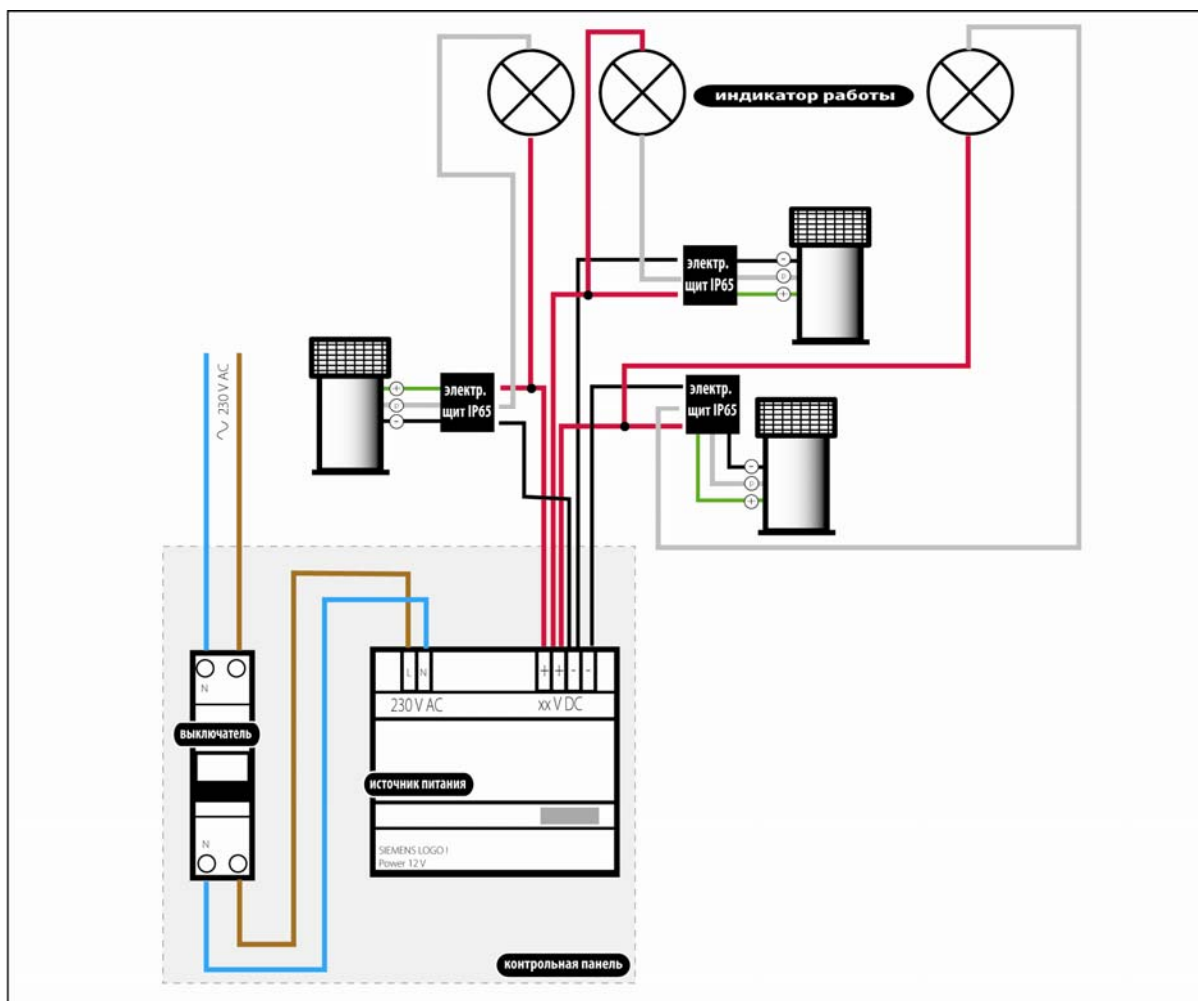 индикатор работы
электр.
щит IP65
-
p
+
230 V AC
электр.
щит IP65
+
p
-
электр.
щит IP65
-
p
+
N
L N + + - -
230 V AC xx V DC
выключатель
источник питания
N
SIEMENS LOGO !
Power 12 V
контрольная панель